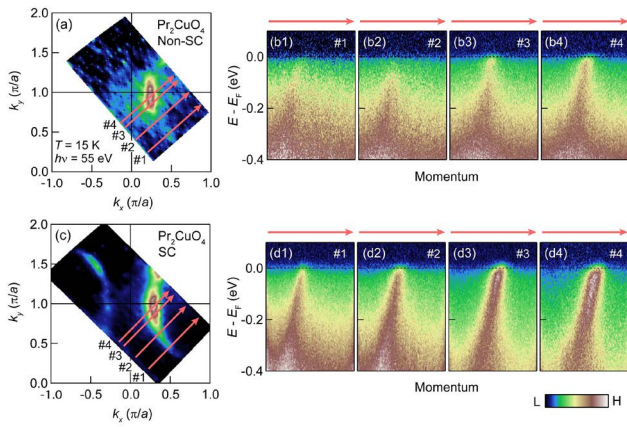 (a)
Pr2CuO4
Non-SC
2.0
1.5
1.0
0.5
0.0
ky (π/a)
#4
#3
#2
#1
T = 15 K
hν = 55 eV
-1.0 -0.5 0.0 0.5 1.0
kx (π/a)
(b1) #1
(b2) #2
(b3) #3
(b4) #4
0.0
-0.2
-0.4
E - EF (eV)
Momentum
(c)
Pr2CuO4
SC
2.0
1.5
1.0
0.5
0.0
ky (π/a)
#4
#3
#2
#1
-1.0 -0.5 0.0 0.5 1.0
kx (π/a)
(d1) #1
(d2) #2
(d3) #3
(d4) #4
0.0
-0.2
-0.4
E - EF (eV)
Momentum
L H